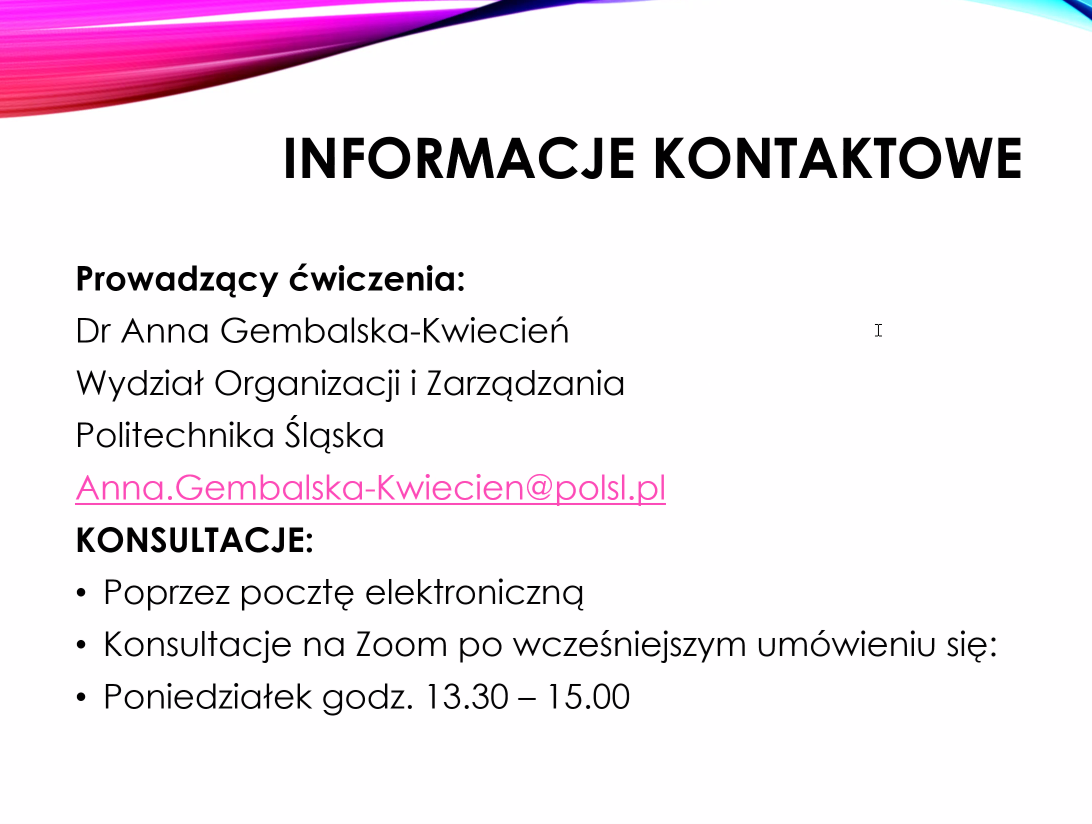 INFORMACJE KONTAKTOWE
Prowadzący ćwiczenia:
Dr Anna Gembalska-Kwiecień
Wydział Organizacji i Zarządzania
Politechnika Śląska
Anna.Gembalska-Kwiecien@polsl.pl
KONSULTACJE:
• Poprzez pocztę elektroniczną
• Konsultacje na Zoom po wcześniejszym umówieniu się:
• Poniedziałek godz. 13.30 – 15.00